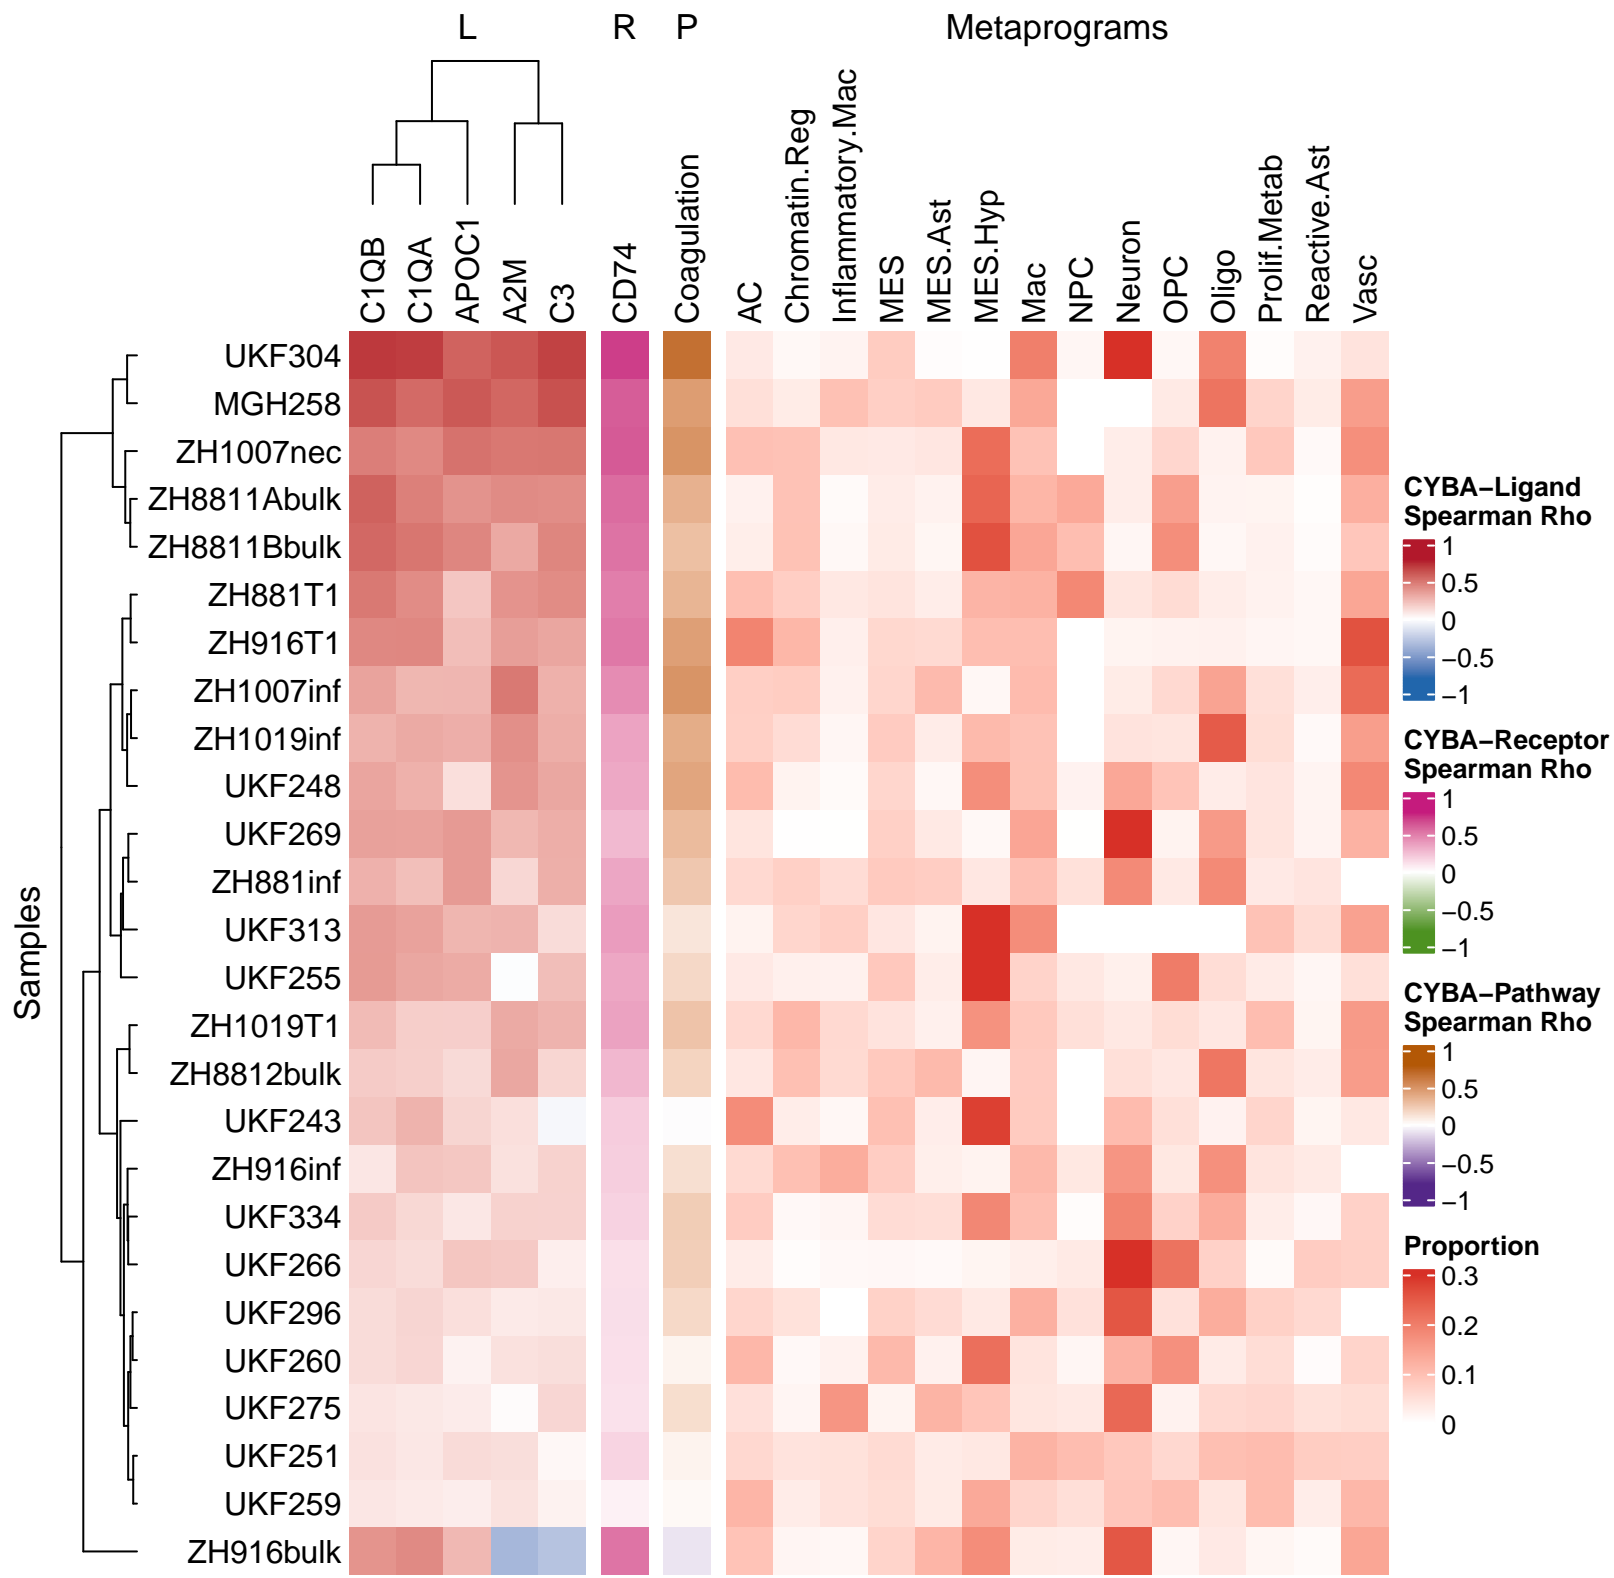 L R P Metaprograms
C1QB C1QA APOC1 A2M C3 CD74 Coagulation AC Chromatin.Reg Inflammatory.Mac MES MES.Ast MES.Hyp Mac NPC Neuron OPC Oligo Prolif.Metab Reactive.Ast Vasc
Samples
UKF304
MGH258
ZH1007nec
ZH8811Abulk
ZH8811Bbulk
ZH881T1
ZH916T1
ZH1007inf
ZH1019inf
UKF248
UKF269
ZH881inf
UKF313
UKF255
ZH1019T1
ZH8812bulk
UKF243
ZH916inf
UKF334
UKF266
UKF296
UKF260
UKF275
UKF251
UKF259
ZH916bulk
CYBA−Ligand
Spearman Rho
1
0.5
0
−0.5
−1
CYBA−Receptor
Spearman Rho
1
0.5
0
−0.5
−1
CYBA−Pathway
Spearman Rho
1
0.5
0
−0.5
−1
Proportion
0.3
0.2
0.1
0